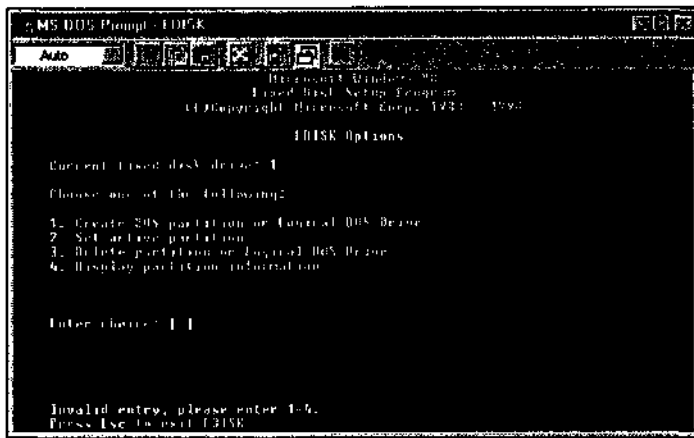 MS-DOS Prompt - FDISK
Auto
Microsoft Windows 98
Fixed Disk Setup Program
(C)Copyright Microsoft Corp. 1983 - 1998
FDISK Options
Current fixed disk drive: 1
Choose one of the following:
1. Create DOS partition or Logical DOS Drive
2. Set active partition
3. Delete partition or Logical DOS Drive
4. Display partition information
Enter choice: [ ]
Invalid entry, please enter 1-4.
Press Esc to exit FDISK